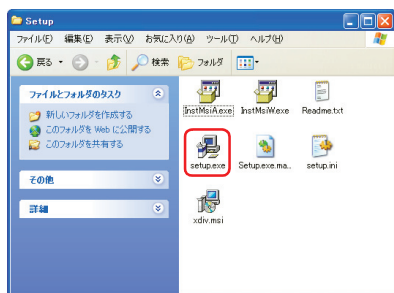 Setup
ファイル(F) 編集(E) 表示(V) お気に入り(A) ツール(T) ヘルプ(H)
戻る 検索 フォルダ
ファイルとフォルダのタスク
新しいフォルダを作成する
このフォルダを Web に公開する
このフォルダを共有する
その他
詳細
InstMsiA.exe InstMsiW.exe Readme.txt
setup.exe Setup.exe.ma... setup.ini
xdiv.msi